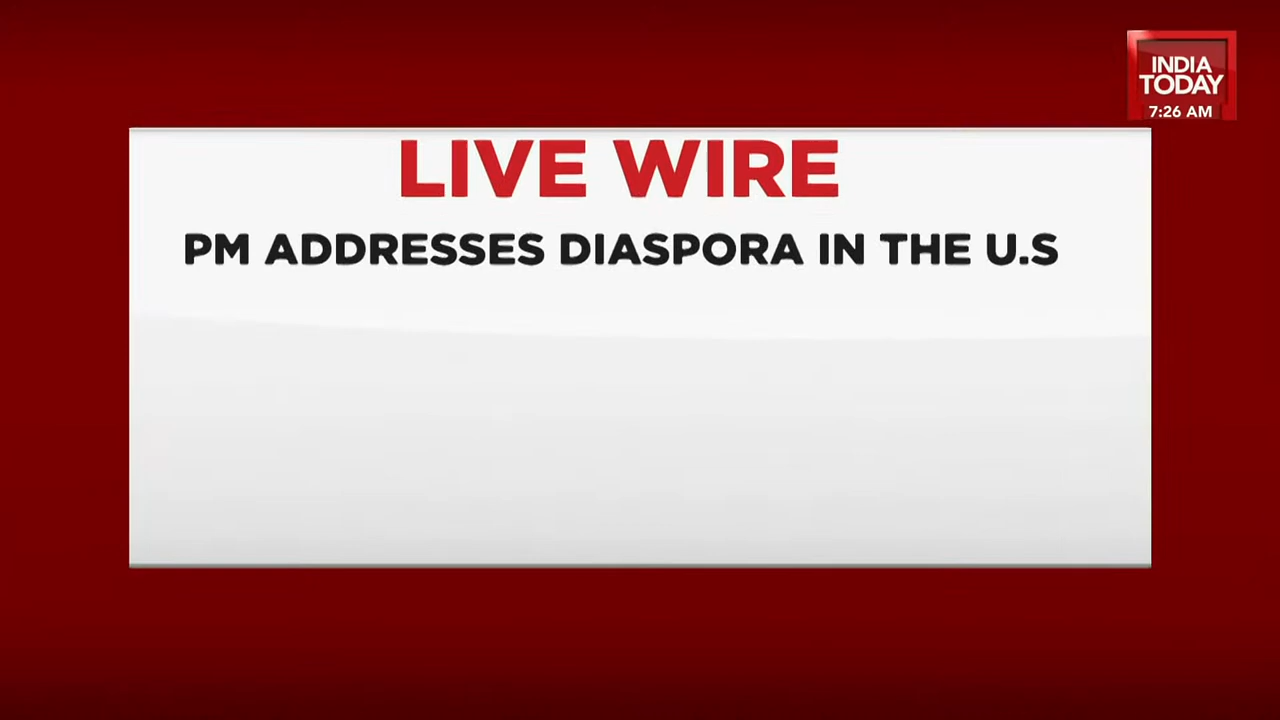 INDIA
TODAY
7:26 AM
LIVE WIRE
PM ADDRESSES DIASPORA IN THE U.S